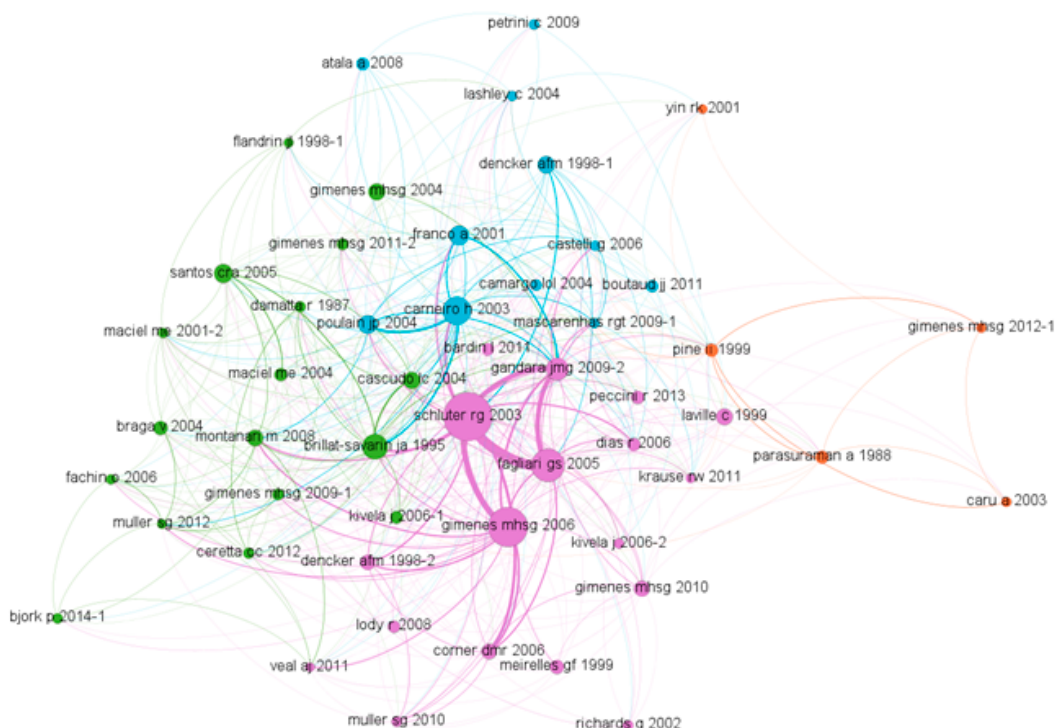 petrini c 2009
atala a 2008
lashley c 2004
yin rk 2001
flandrin jl 1998-1
dencker afm 1998-1
gimenes mhsg 2004
franco a 2001
gimenes mhsg 2011-2
castelli g 2006
santos cra 2005
camargo lol 2004
boutaud jj 2011
damatta r 1987
carneiro h 2003
poulain jp 2004
mascarenhas rgt 2009-1
gimenes mhsg 2012-1
maciel me 2001-2
bardin l 2011
pine ii 1999
gandara jmg 2009-2
maciel me 2004
cascudo lc 2004
peccini r 2013
schluter rg 2003
laville c 1999
braga v 2004
montanari m 2008
brillat-savarin ja 1995
dias r 2006
parasuraman a 1988
fagliari gs 2005
fachin o 2006
krause rw 2011
gimenes mhsg 2009-1
caru a 2003
muller sg 2012
kivela j 2006-1
gimenes mhsg 2006
kivela j 2006-2
ceretta cc 2012
dencker afm 1998-2
gimenes mhsg 2010
bjork p 2014-1
lody r 2008
corner dmr 2006
veal aj 2011
meirelles gf 1999
muller sg 2010
richards g 2002